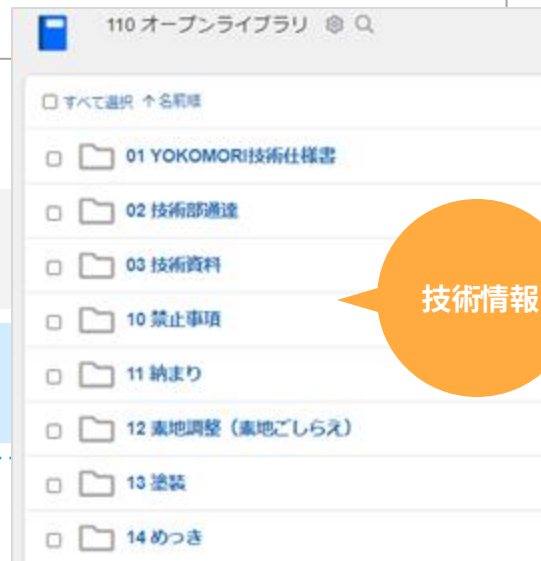 110 オープンライブラリ
すべて選択 ↑名前順
01 YOKOMORI技術仕様書
02 技術部通達
03 技術資料
10 禁止事項
11 納まり
12 素地調整（素地ごしらえ）
13 塗装
14 めっき
技術情報